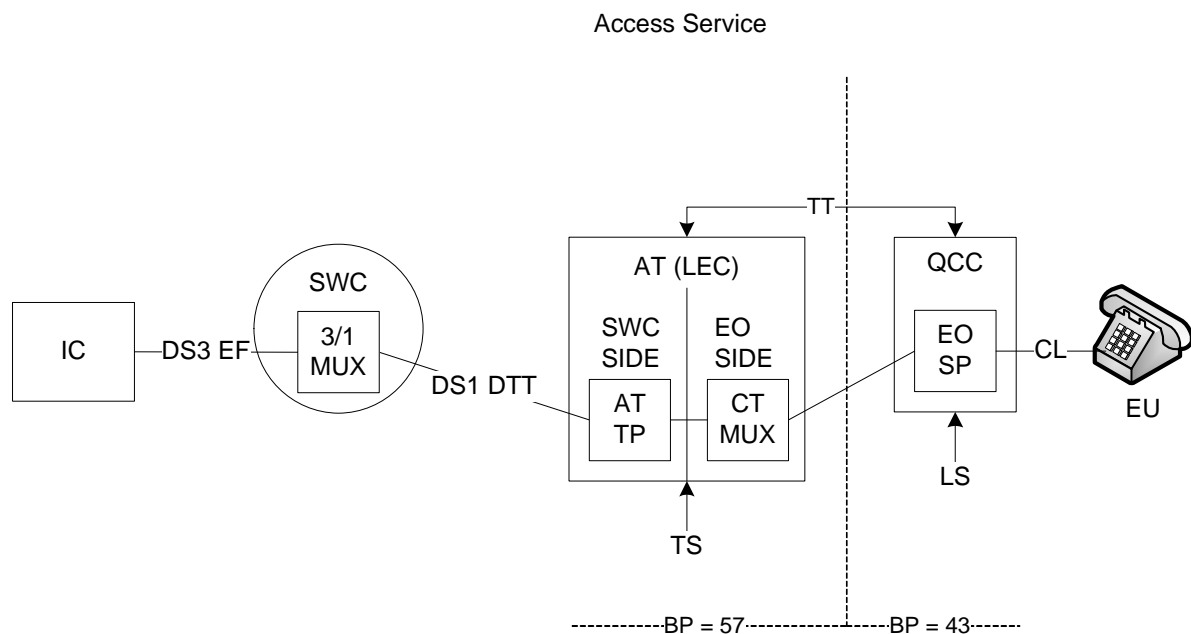 Access Service
TT
AT (LEC)
QCC
SWC
SWC
SIDE
EO
SIDE
IC
DS3 EF
3/1
MUX
DS1 DTT
AT
TP
CT
MUX
EO
SP
CL
EU
LS
TS
BP = 57
BP = 43